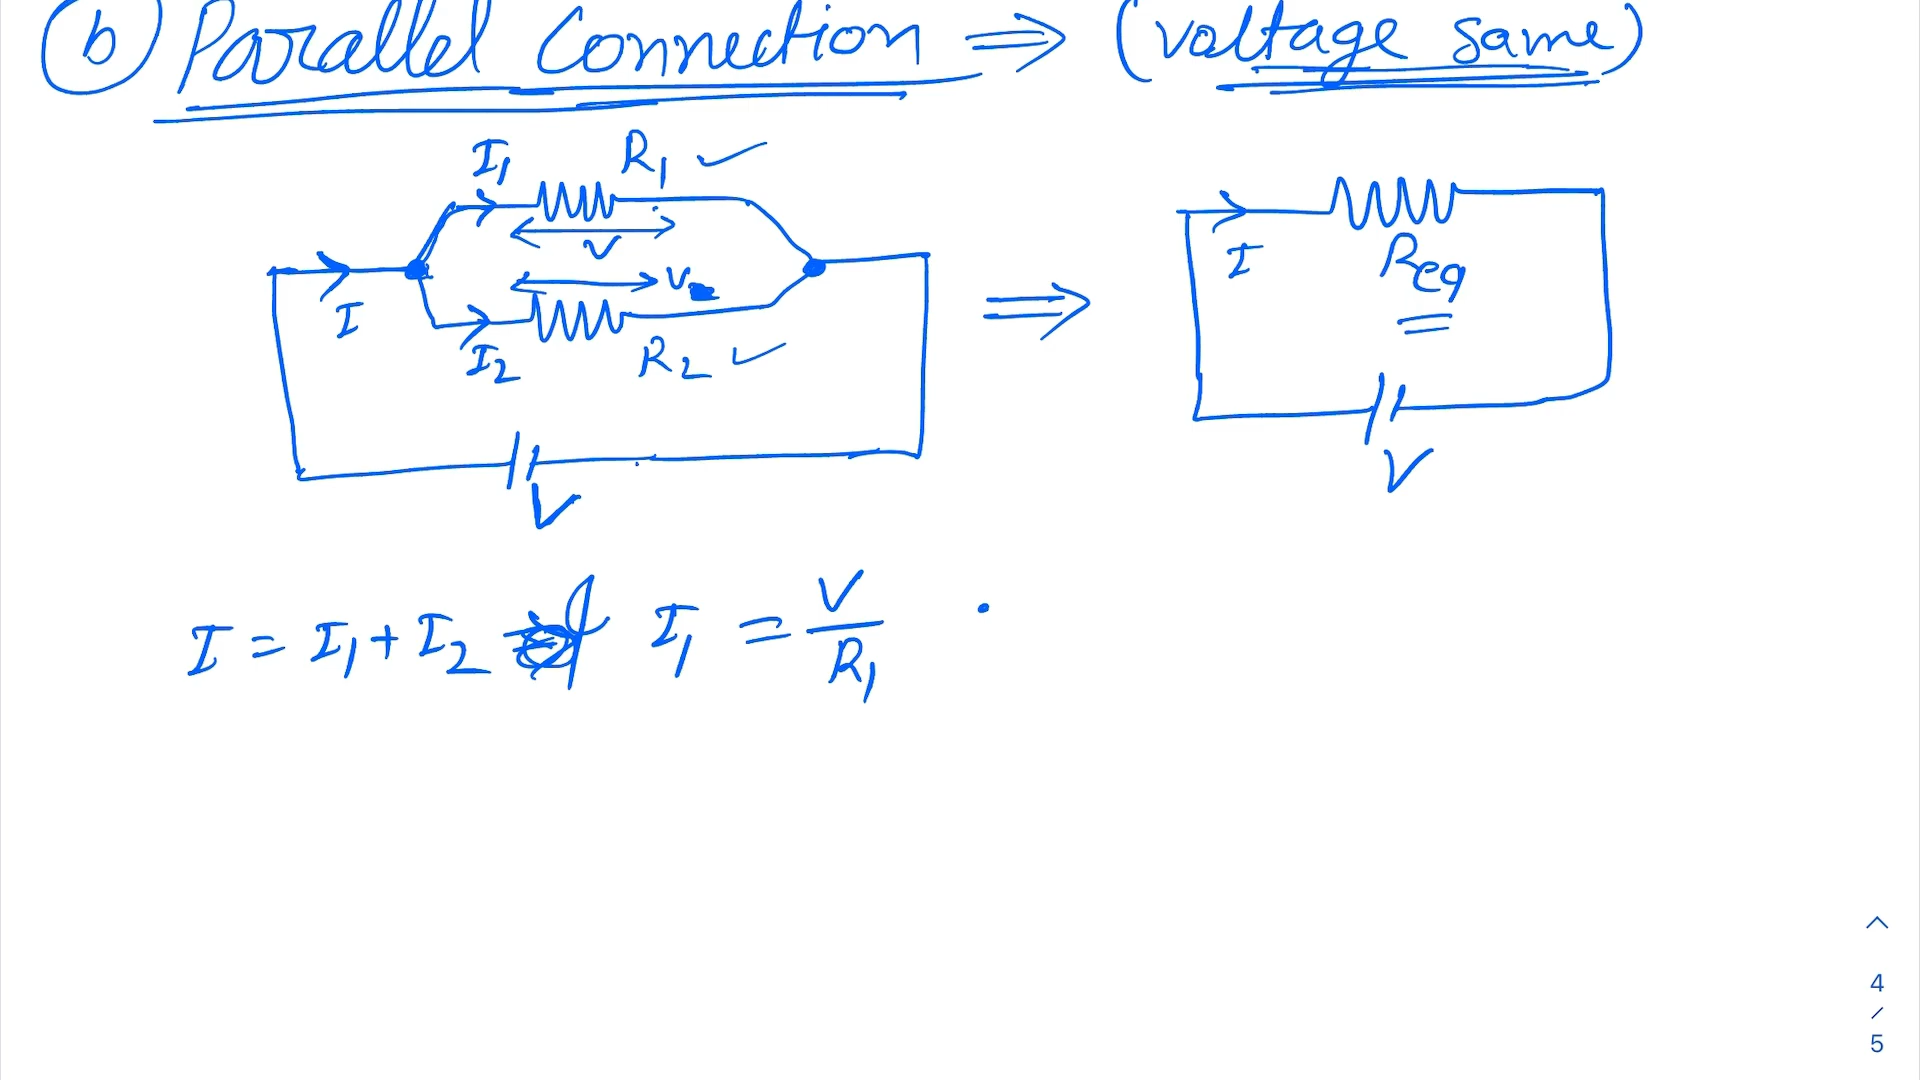 (b) Parallel Connection ⇒ (voltage same)
I₁ R₁ ✓
V
I V
I₂ R₂ ✓
V
⇒
I Req
V
I = I₁ + I₂ I₁ = V/R₁
4
/
5